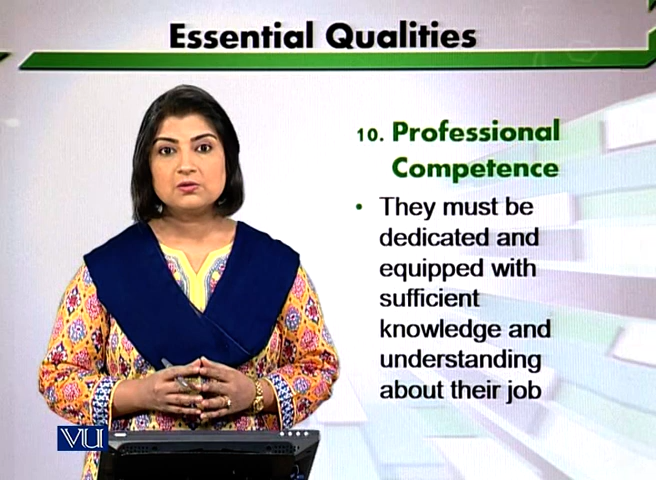 Essential Qualities
10. Professional
Competence
• They must be
dedicated and
equipped with
sufficient
knowledge and
understanding
about their job
VU